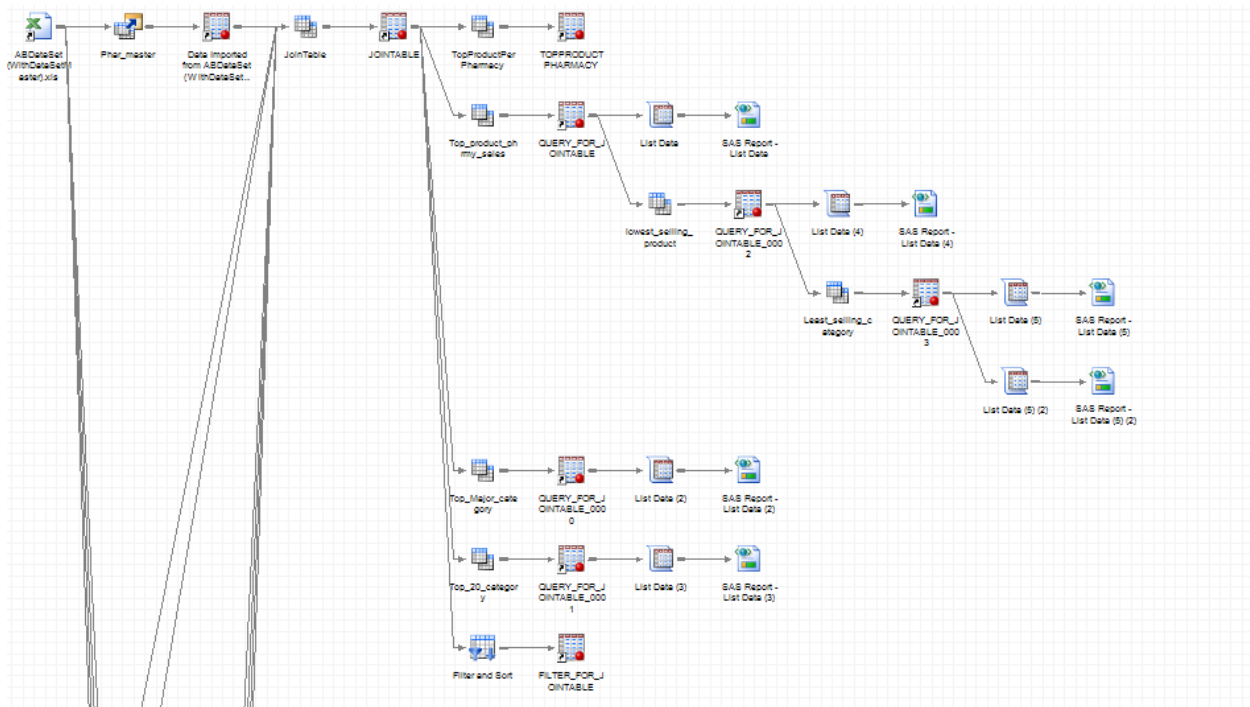 ABDataSet
(WithDataSetM
aster).xls
Phar_master
Data Imported
from ABDataSet
(WithDataSet...
JoinTable
JOINTABLE
TopProductPer
Pharmacy
TOPPRODUCT
PHARMACY
Top_product_ph
rmy_sales
QUERY_FOR_J
OINTABLE
List Data
SAS Report -
List Data
lowest_selling_
product
QUERY_FOR_J
OINTABLE_000
2
List Data (4)
SAS Report -
List Data (4)
Least_selling_c
ategory
QUERY_FOR_J
OINTABLE_000
3
List Data (5)
SAS Report -
List Data (5)
List Data (5) (2)
SAS Report -
List Data (5) (2)
Top_Major_cate
gory
QUERY_FOR_J
OINTABLE_000
0
List Data (2)
SAS Report -
List Data (2)
Top_20_categor
y
QUERY_FOR_J
OINTABLE_000
1
List Data (3)
SAS Report -
List Data (3)
Filter and Sort
FILTER_FOR_J
OINTABLE